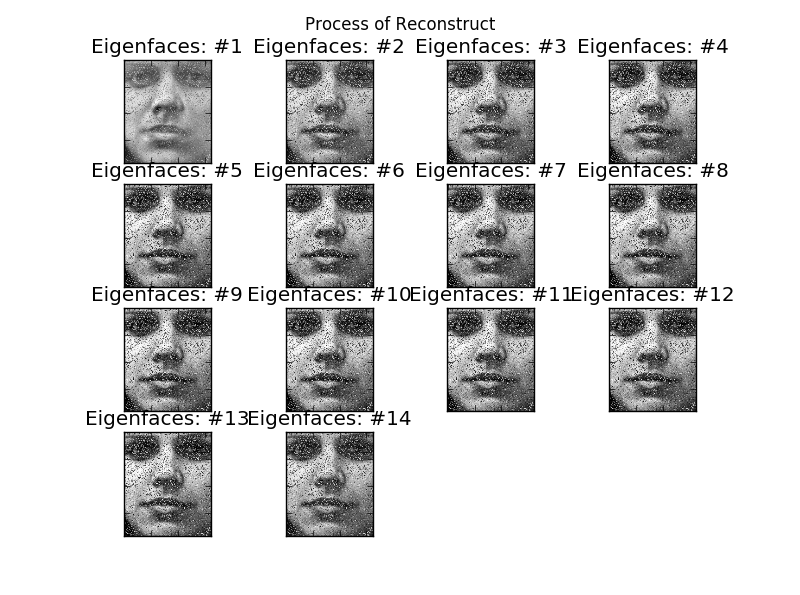 Process of Reconstruct
Eigenfaces: #1 Eigenfaces: #2 Eigenfaces: #3 Eigenfaces: #4
Eigenfaces: #5 Eigenfaces: #6 Eigenfaces: #7 Eigenfaces: #8
Eigenfaces: #9 Eigenfaces: #10 Eigenfaces: #11 Eigenfaces: #12
Eigenfaces: #13 Eigenfaces: #14